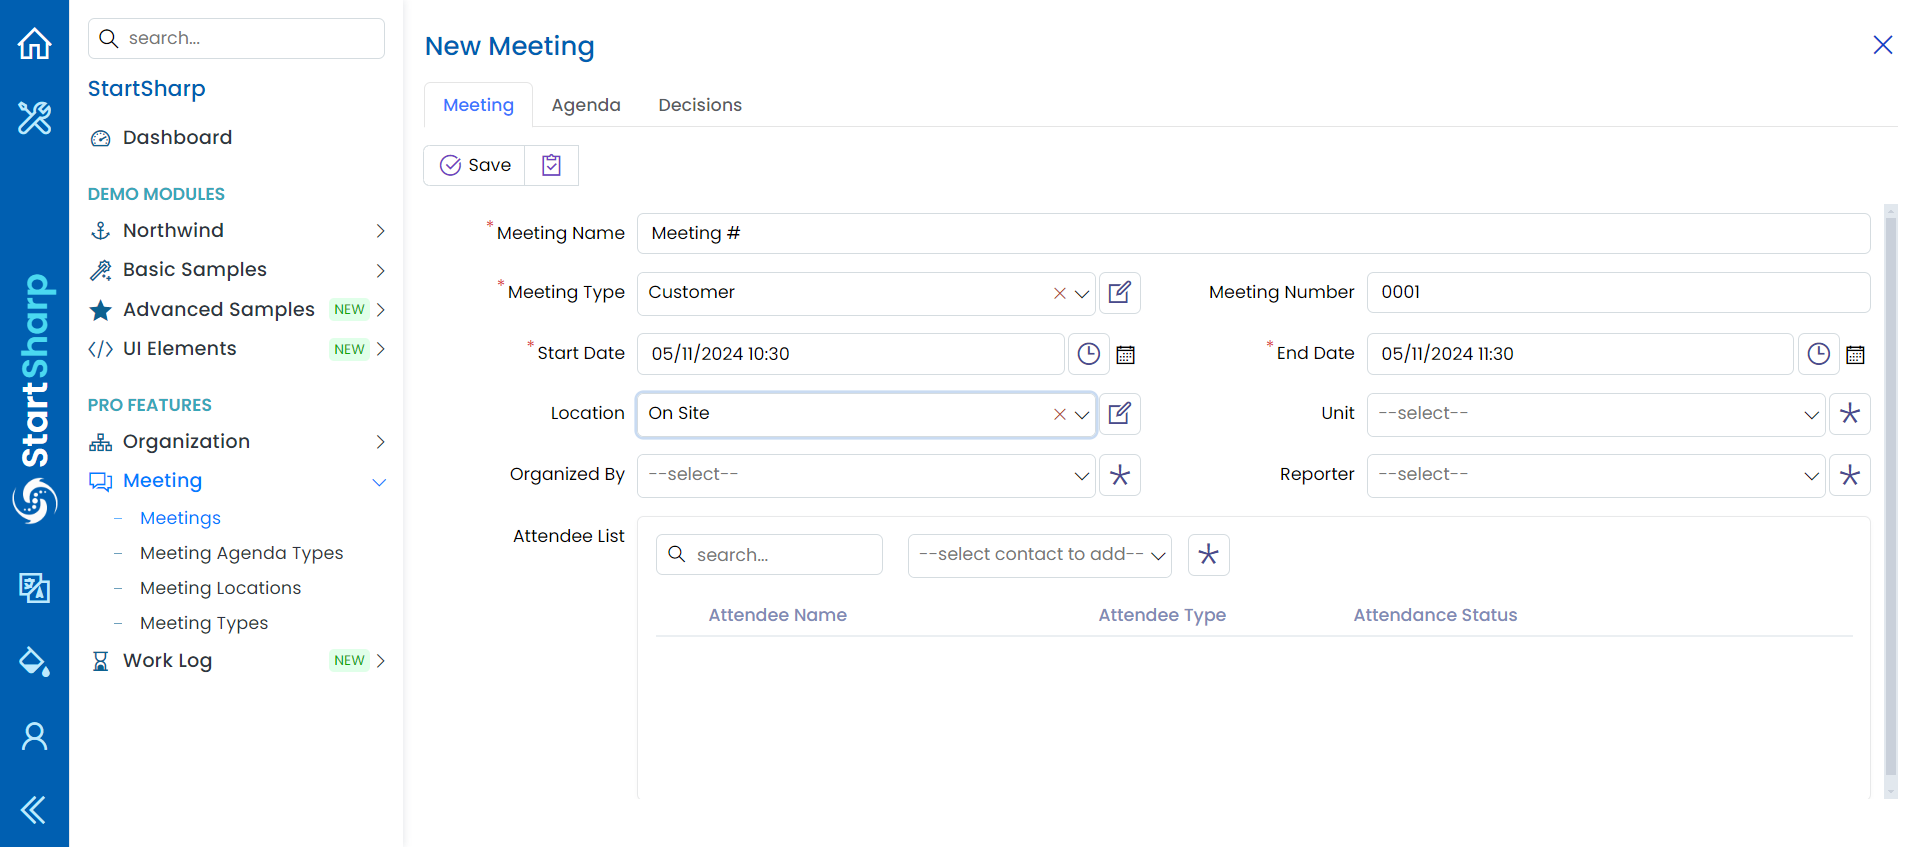 search...
StartSharp
Dashboard
DEMO MODULES
Northwind
Basic Samples
Advanced Samples NEW
UI Elements NEW
PRO FEATURES
Organization
Meeting
Meetings
Meeting Agenda Types
Meeting Locations
Meeting Types
Work Log NEW
StartSharp
New Meeting
Meeting Agenda Decisions
Save
* Meeting Name Meeting #
* Meeting Type Customer Meeting Number 0001
* Start Date 05/11/2024 10:30 * End Date 05/11/2024 11:30
Location On Site Unit --select--
Organized By --select-- Reporter --select--
Attendee List search... --select contact to add--
Attendee Name Attendee Type Attendance Status